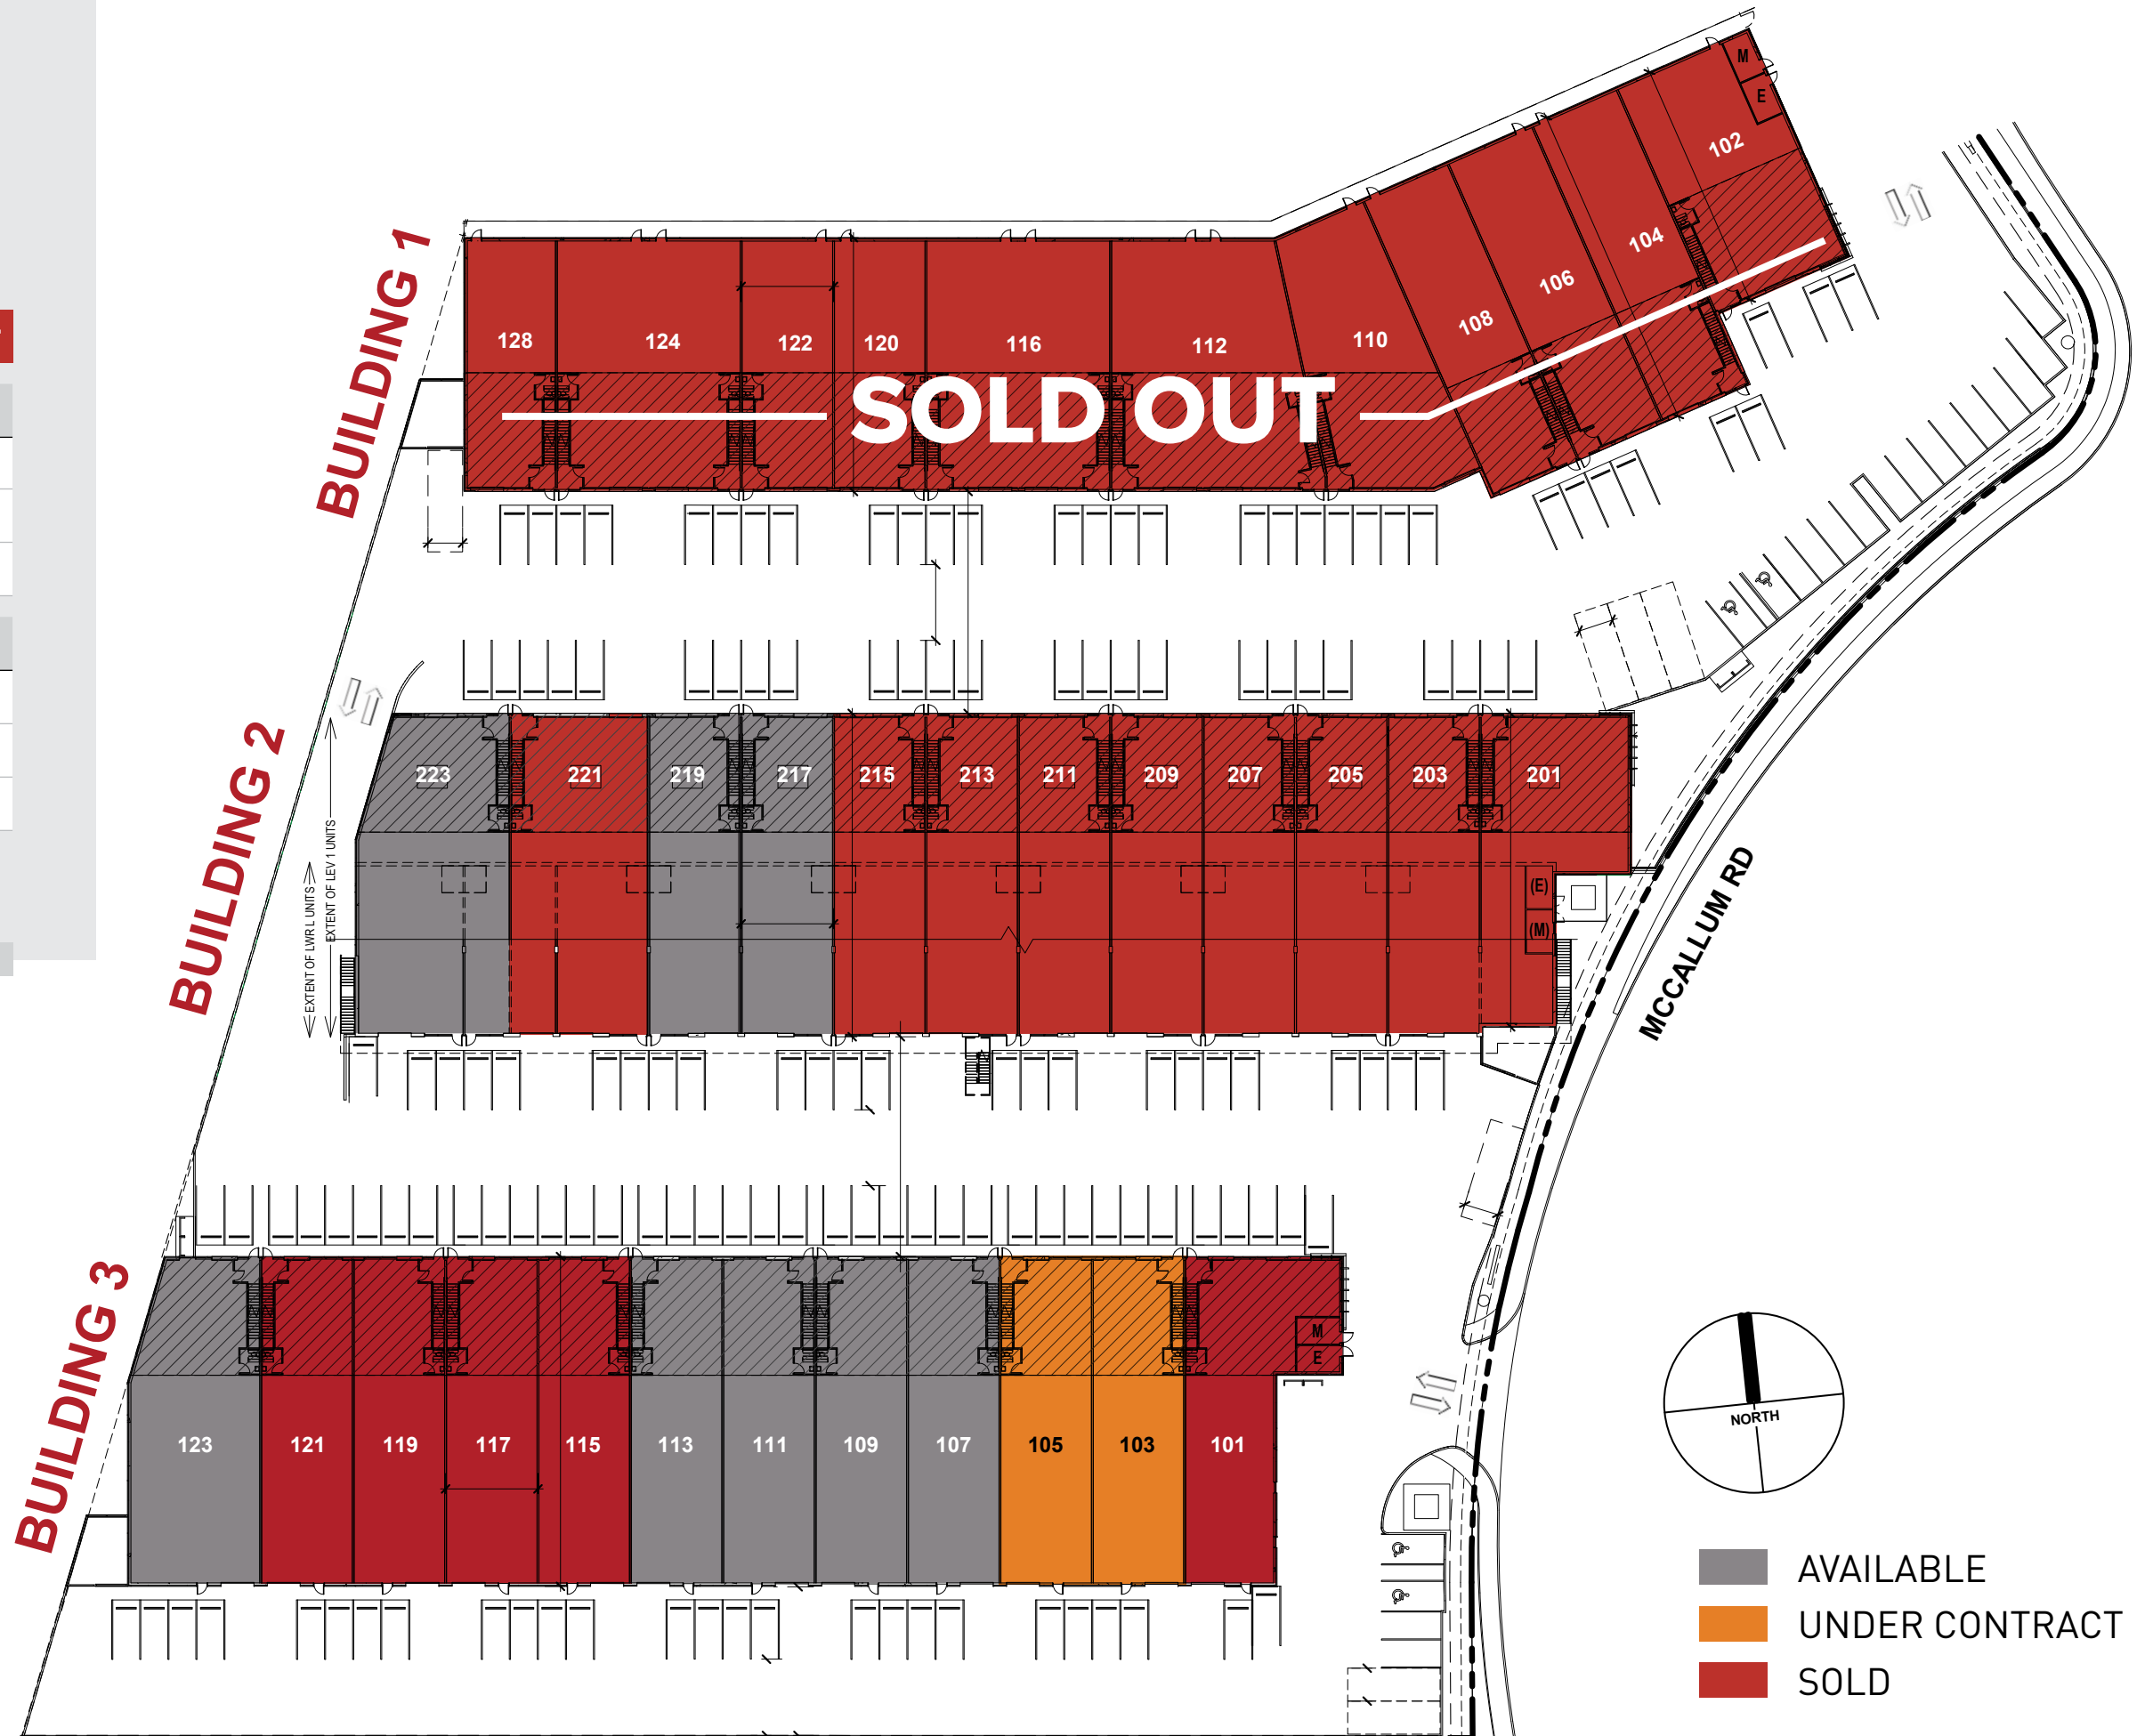 BUILDING 1
M
E
102
104
106
108
128
124
122
120
116
112
110
SOLD OUT
BUILDING 2
223
221
219
217
215
213
211
209
207
205
203
201
EXTENT OF LWR L UNITS
EXTENT OF LEV 1 UNITS
(E)
(M)
MCCALLUM RD
BUILDING 3
M
E
123
121
119
117
115
113
111
109
107
105
103
101
NORTH
AVAILABLE
UNDER CONTRACT
SOLD